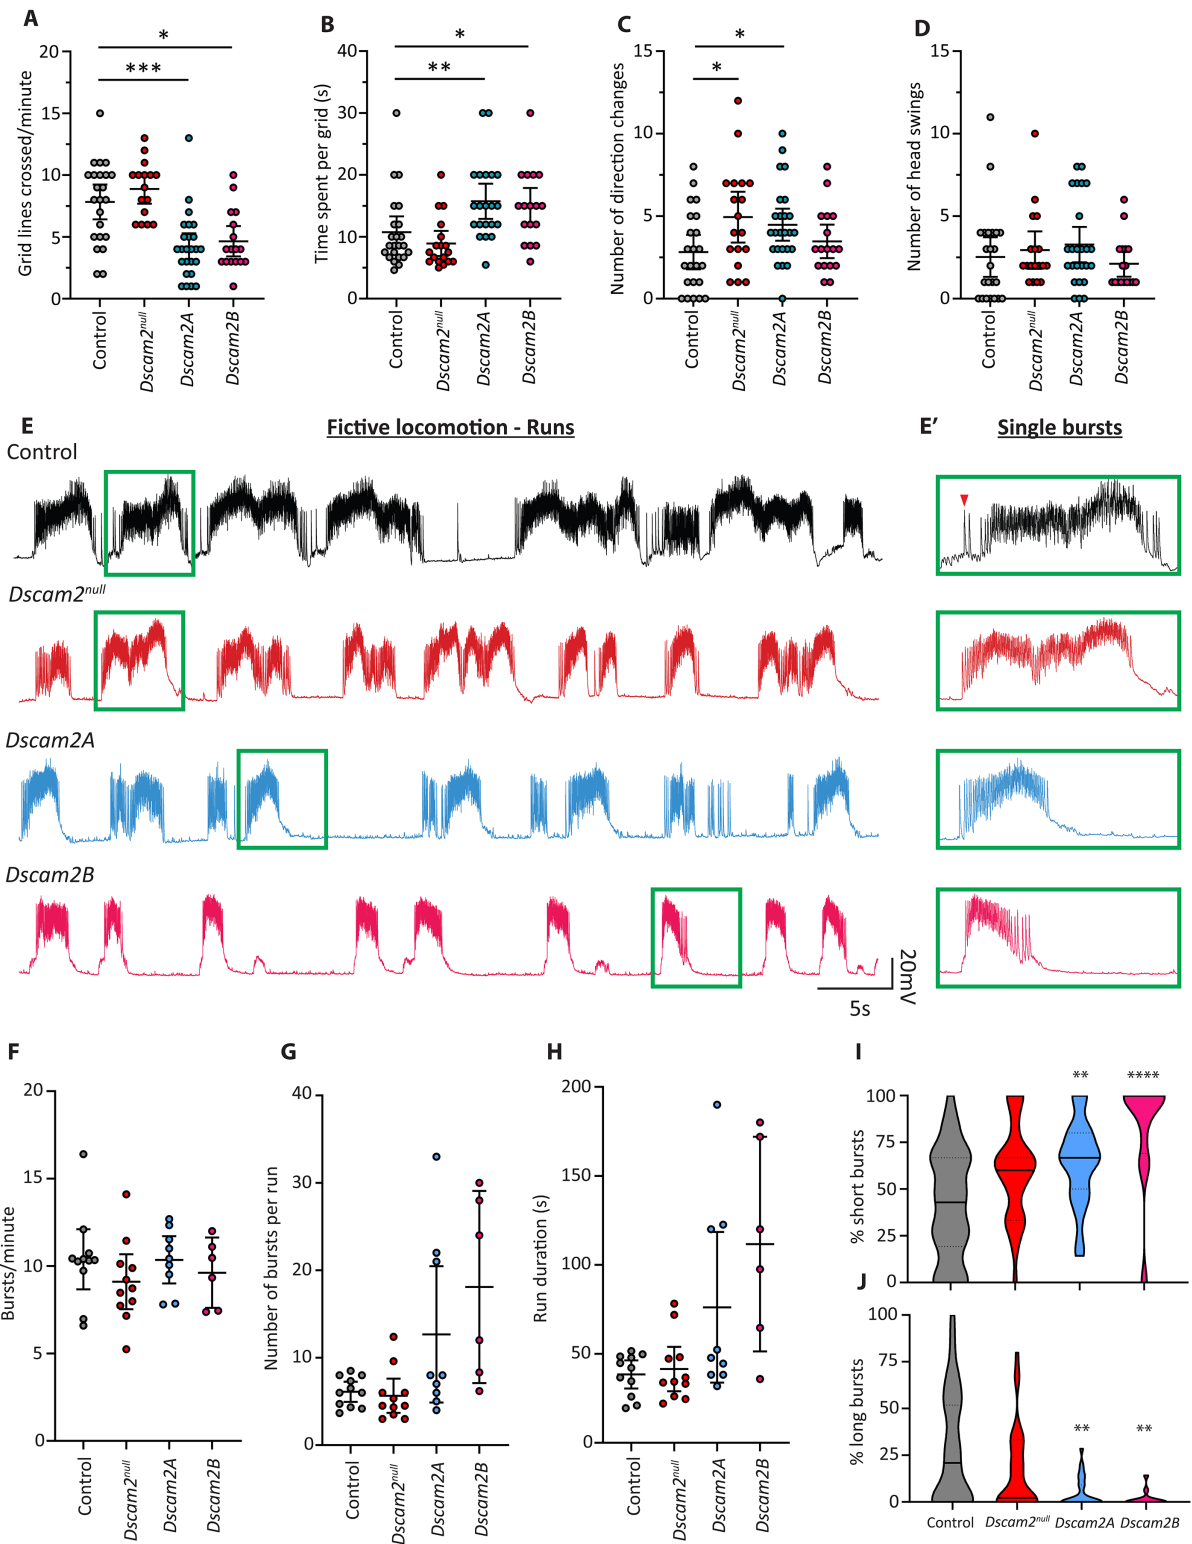 A
Grid lines crossed/minute
20
15
10
5
0
*
***
Control
Dscam2null
Dscam2A
Dscam2B
B
Time spent per grid (s)
40
30
20
10
0
*
**
Control
Dscam2null
Dscam2A
Dscam2B
C
Number of direction changes
15
10
5
0
*
*
Control
Dscam2null
Dscam2A
Dscam2B
D
Number of head swings
15
10
5
0
Control
Dscam2null
Dscam2A
Dscam2B
E
Fictive locomotion - Runs
E’
Single bursts
Control
Dscam2null
Dscam2A
Dscam2B
20mV
5s
F
Bursts/minute
20
15
10
5
0
Control
Dscam2null
Dscam2A
Dscam2B
G
Number of bursts per run
40
30
20
10
0
Control
Dscam2null
Dscam2A
Dscam2B
H
Run duration (s)
200
150
100
50
0
Control
Dscam2null
Dscam2A
Dscam2B
I
% short bursts
100
75
50
25
0
**
****
J
% long bursts
100
75
50
25
0
**
**
Control
Dscam2null
Dscam2A
Dscam2B